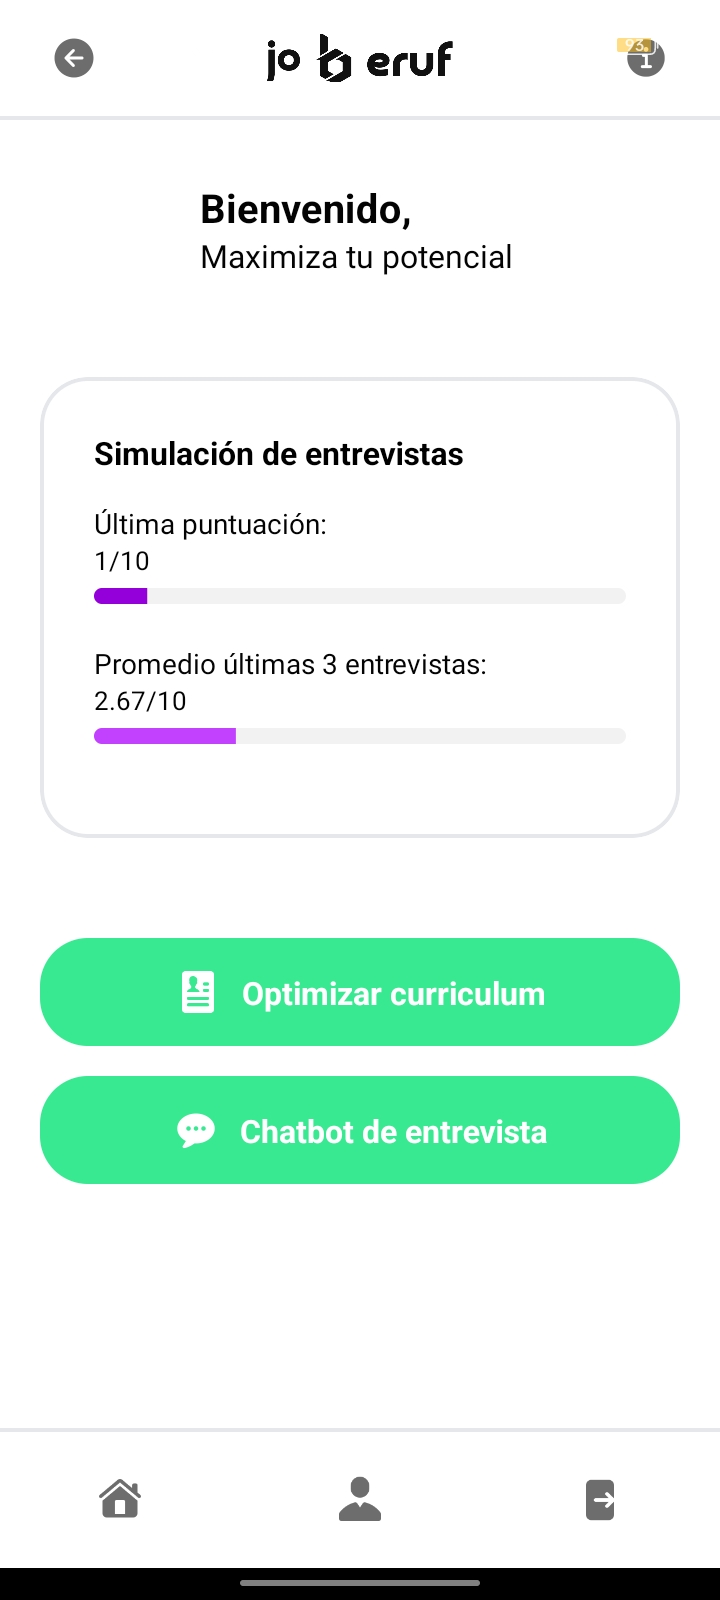 jo b eruf
93
Bienvenido,
Maximiza tu potencial
Simulación de entrevistas
Última puntuación:
1/10
Promedio últimas 3 entrevistas:
2.67/10
Optimizar curriculum
Chatbot de entrevista